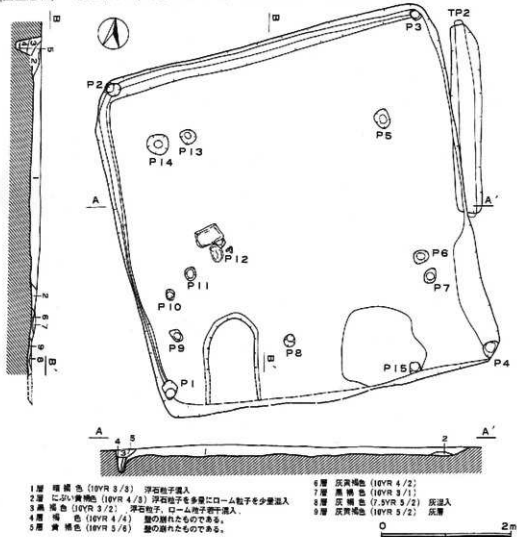 B
B
P3
TP2
P2
P13
P14
P5
A
A'
P12
P6
P7
P11
P10
P9
P8
B'
P15
P4
P1
B'
A
A'
4 5
3
1
2
1層 暗褐色 (10YR 3/3) 浮石粒子混入
2層 にぶい黄褐色 (10YR 4/3) 浮石粒子を多量にローム粒子を少量混入
3層 黒褐色 (10YR 3/2) 浮石粒子、ローム粒子若干混入、
4層 褐色 (10YR 4/4) 壁の崩れたものである。
5層 黄褐色 (10YR 5/6) 壁の崩れたものである。
6層 灰黄褐色 (10YR 4/2)
7層 黒褐色 (10YR 3/1)
8層 灰褐色 (7.5YR 5/2) 灰混入
9層 灰黄褐色 (10YR 5/2) 灰層
0 2m